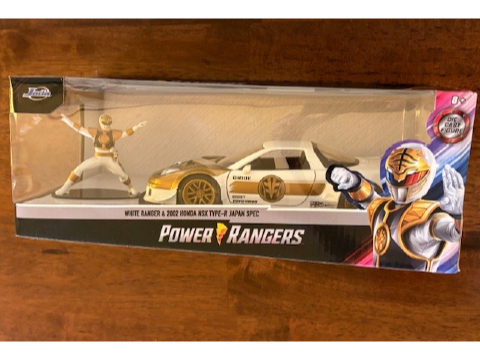 Jada
8+
DIE CAST
FIGURE
WHITE RANGER & 2002 HONDA NSX TYPE-R JAPAN SPEC
POWER RANGERS